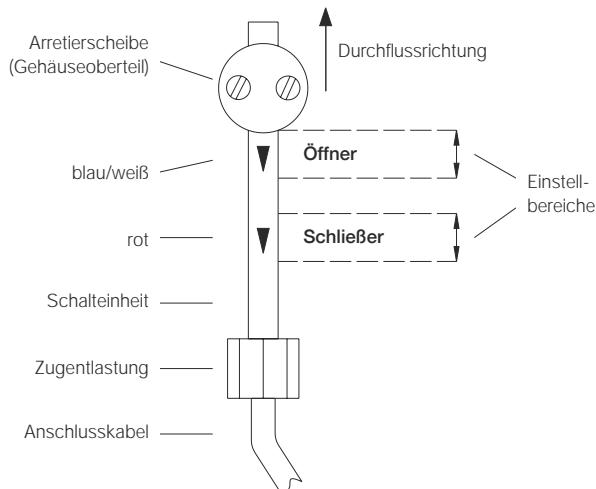 Arretierscheibe
(Gehäuseoberteil)
Durchflussrichtung
blau/weiß
Öffner
Einstell-
bereiche
rot
Schließer
Schalteinheit
Zugentlastung
Anschlusskabel